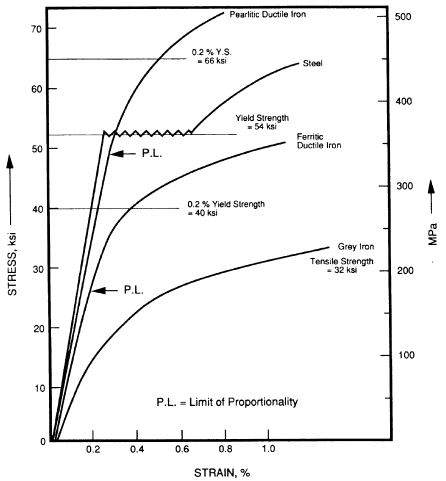 Pearlitic Ductile Iron
70
500
0.2 % Y.S.
= 66 ksi
Steel
60
400
Yield Strength
= 54 ksi
Ferritic
Ductile Iron
P.L.
50
300
0.2 % Yield Strength
= 40 ksi
40
STRESS, ksi
MPa
Grey Iron
Tensile Strength
= 32 ksi
30
P.L.
200
20
100
10
P.L. = Limit of Proportionality
0
0.2
0.4
0.6
0.8
1.0
STRAIN, %